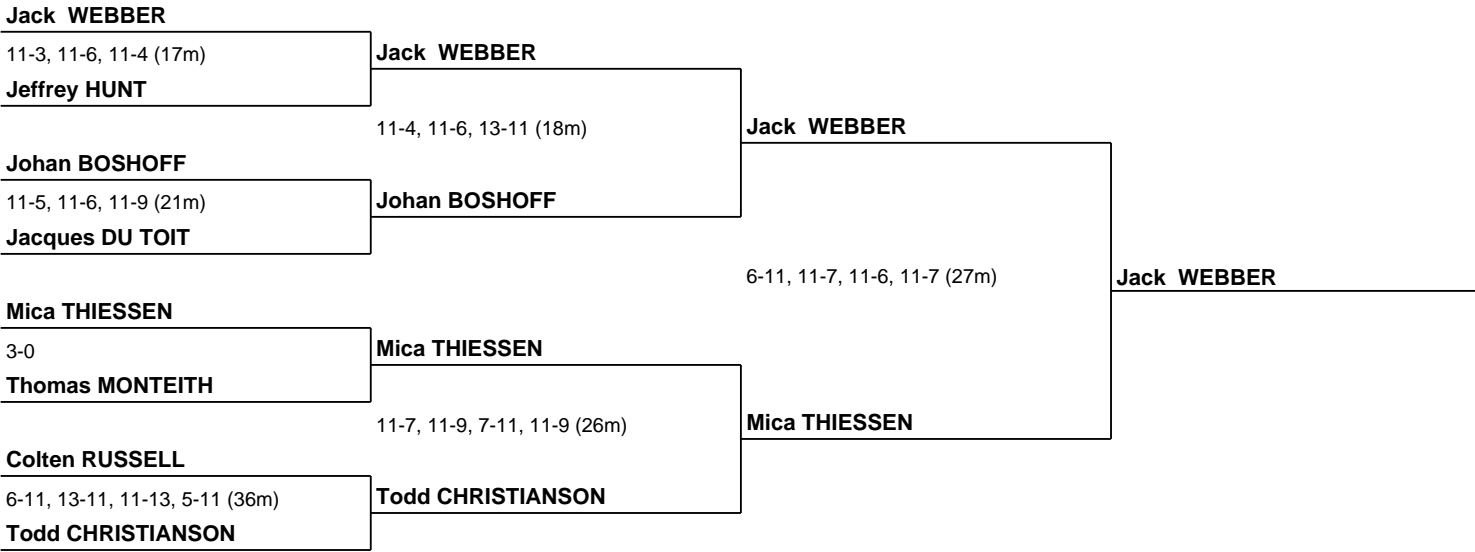 Jack  WEBBER
11-3, 11-6, 11-4 (17m)
Jack  WEBBER
Jeffrey HUNT
11-4, 11-6, 13-11 (18m)
Jack  WEBBER
Johan BOSHOFF
11-5, 11-6, 11-9 (21m)
Johan BOSHOFF
Jacques DU TOIT
6-11, 11-7, 11-6, 11-7 (27m)
Jack  WEBBER
Mica THIESSEN
3-0
Mica THIESSEN
Thomas MONTEITH
11-7, 11-9, 7-11, 11-9 (26m)
Mica THIESSEN
Colten RUSSELL
6-11, 13-11, 11-13, 5-11 (36m)
Todd CHRISTIANSON
Todd CHRISTIANSON